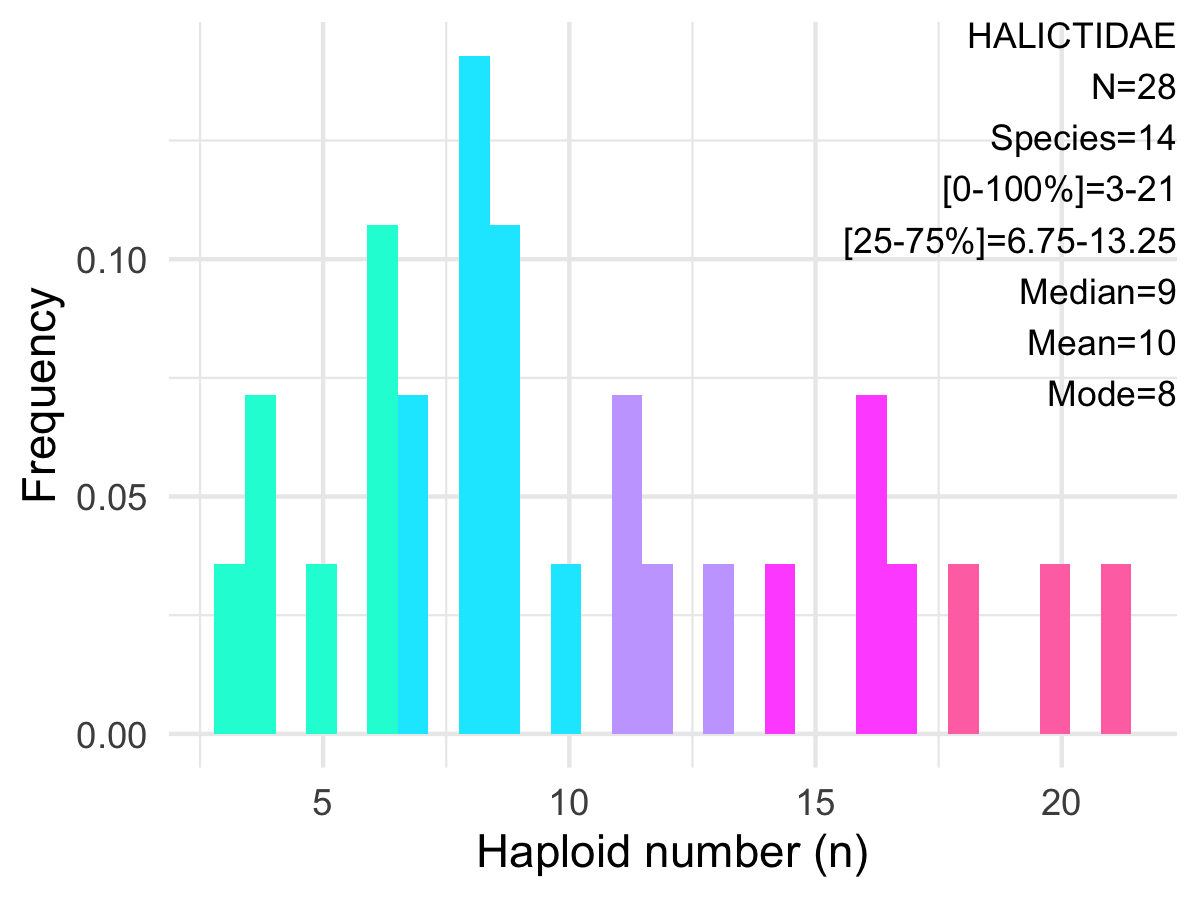 HALICTIDAE
N=28
Species=14
[0-100%]=3-21
[25-75%]=6.75-13.25
Median=9
Mean=10
Mode=8
Frequency
0.10
0.05
0.00
5 10 15 20
Haploid number (n)